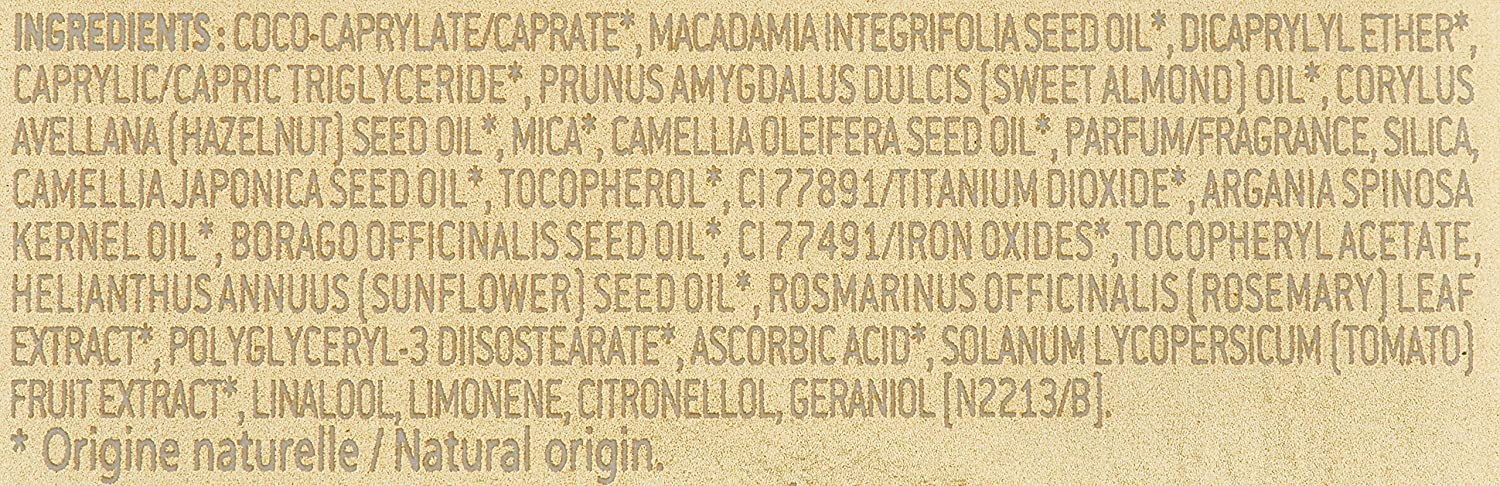 INGREDIENTS: COCO-CAPRYLATE/CAPRATE*, MACADAMIA INTEGRIFOLIA SEED OIL*, DICAPRYLYL ETHER*,
CAPRYLIC/CAPRIC TRIGLYCERIDE*, PRUNUS AMYGDALUS DULCIS (SWEET ALMOND) OIL*, CORYLUS
AVELLANA (HAZELNUT) SEED OIL*, MICA*, CAMELLIA OLEIFERA SEED OIL*, PARFUM/FRAGRANCE, SILICA,
CAMELLIA JAPONICA SEED OIL*, TOCOPHEROL*, CI 77891/TITANIUM DIOXIDE*, ARGANIA SPINOSA
KERNEL OIL*, BORAGO OFFICINALIS SEED OIL*, CI 77491/IRON OXIDES*, TOCOPHERYL ACETATE,
HELIANTHUS ANNUUS (SUNFLOWER) SEED OIL*, ROSMARINUS OFFICINALIS (ROSEMARY) LEAF
EXTRACT*, POLYGLYCERYL-3 DIISOSTEARATE*, ASCORBIC ACID*, SOLANUM LYCOPERSICUM (TOMATO)
FRUIT EXTRACT*, LINALOOL, LIMONENE, CITRONELLOL, GERANIOL [N2213/B].
* Origine naturelle / Natural origin.